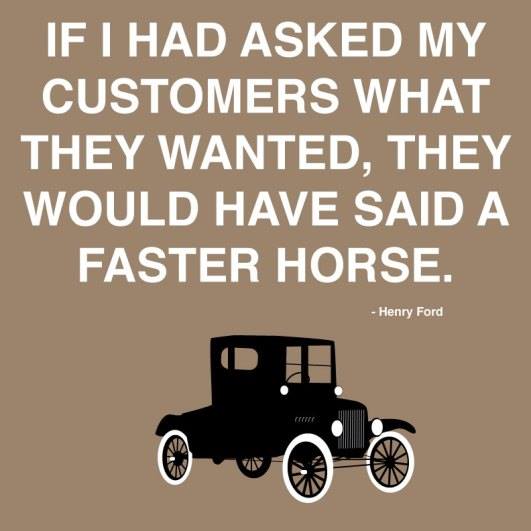 IF I HAD ASKED MY
CUSTOMERS WHAT
THEY WANTED, THEY
WOULD HAVE SAID A
FASTER HORSE.
- Henry Ford